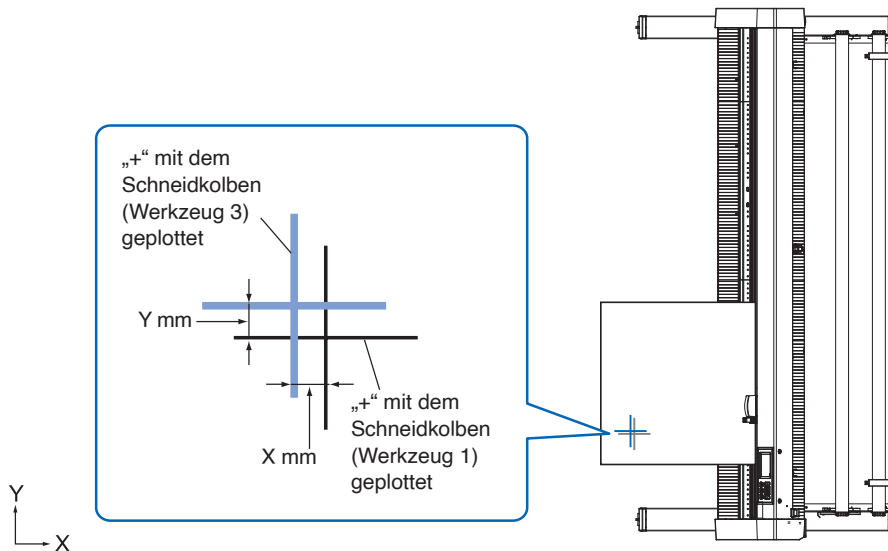 „+“ mit dem
Schneidkolben
(Werkzeug 3)
geplottet
Y mm
X mm
„+“ mit dem
Schneidkolben
(Werkzeug 1)
geplottet
Y
X